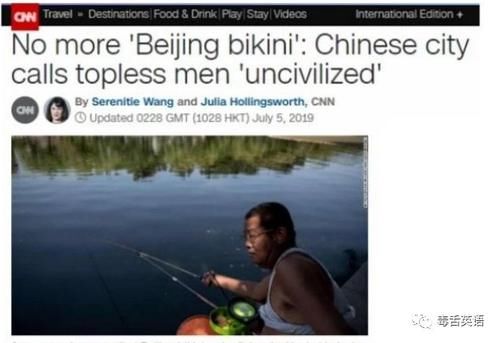 CNN Travel » Destinations | Food & Drink | Play | Stay | Videos International Edition +
No more 'Beijing bikini': Chinese city
calls topless men 'uncivilized'
CNN By Serenitie Wang and Julia Hollingsworth, CNN
Updated 0228 GMT (1028 HKT) July 5, 2019
毒舌英语